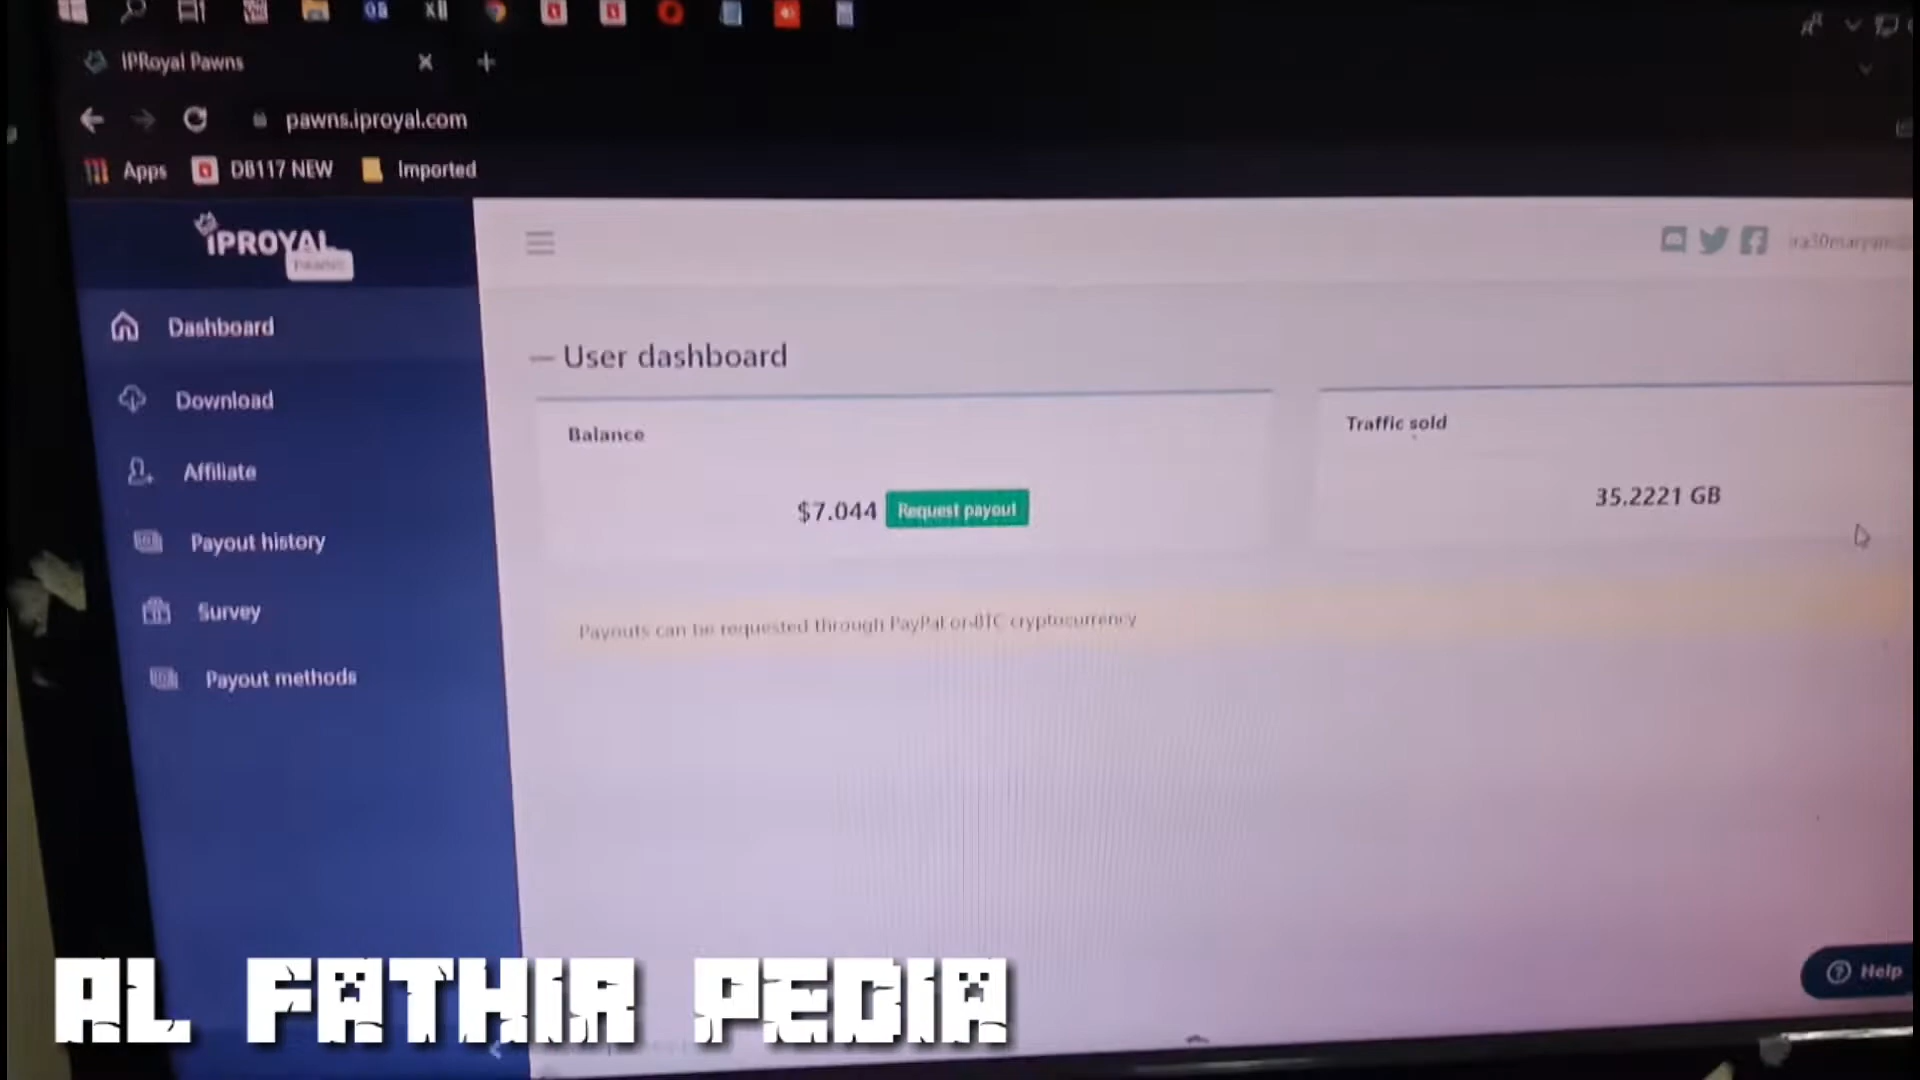 IPRoyal Pawns
pawns.iproyal.com
Apps
DB117 NEW
Imported
IPROYAL
PAWNS
Dashboard
Download
Affiliate
Payout history
Survey
Payout methods
User dashboard
Balance
$7.044
Request payout
Traffic sold
35.2221 GB
Payouts can be requested through PayPal or BTC cryptocurrency
Help
AL FATHIR PEDIA